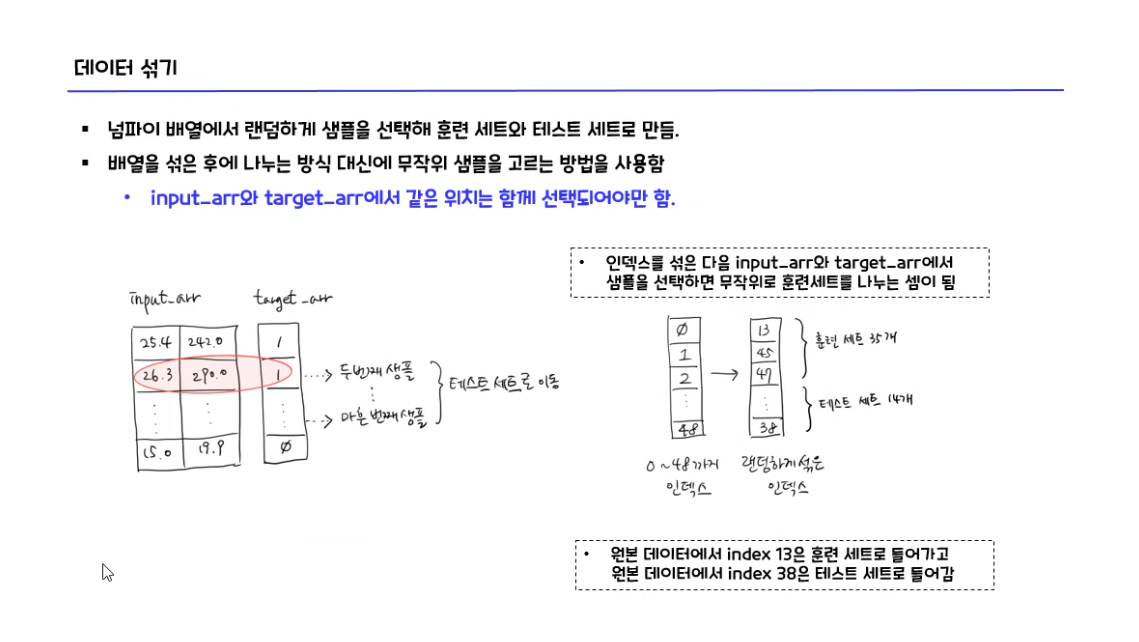 데이터 섞기
▪ 넘파이 배열에서 랜덤하게 샘플을 선택해 훈련 세트와 테스트 세트로 만듬.
▪ 배열을 섞은 후에 나누는 방식 대신에 무작위 샘플을 고르는 방법을 사용함
• input_arr와 target_arr에서 같은 위치는 함께 선택되어야만 함.
• 인덱스를 섞은 다음 input_arr와 target_arr에서
샘플을 선택하면 무작위로 훈련세트를 나누는 셈이 됨
input_arr target_arr
25.4 242.0 1
26.3 290.0 1
⋮ ⋮ ⋮
15.0 19.9 0
두번째 샘플
⋮
마흔 번째 샘플
테스트 세트로 이동
0
1
2
⋮
48
0~48까지
인덱스
13
45
47
⋮
38
랜덤하게 섞은
인덱스
훈련 세트 35개
테스트 세트 14개
• 원본 데이터에서 index 13은 훈련 세트로 들어가고
원본 데이터에서 index 38은 테스트 세트로 들어감